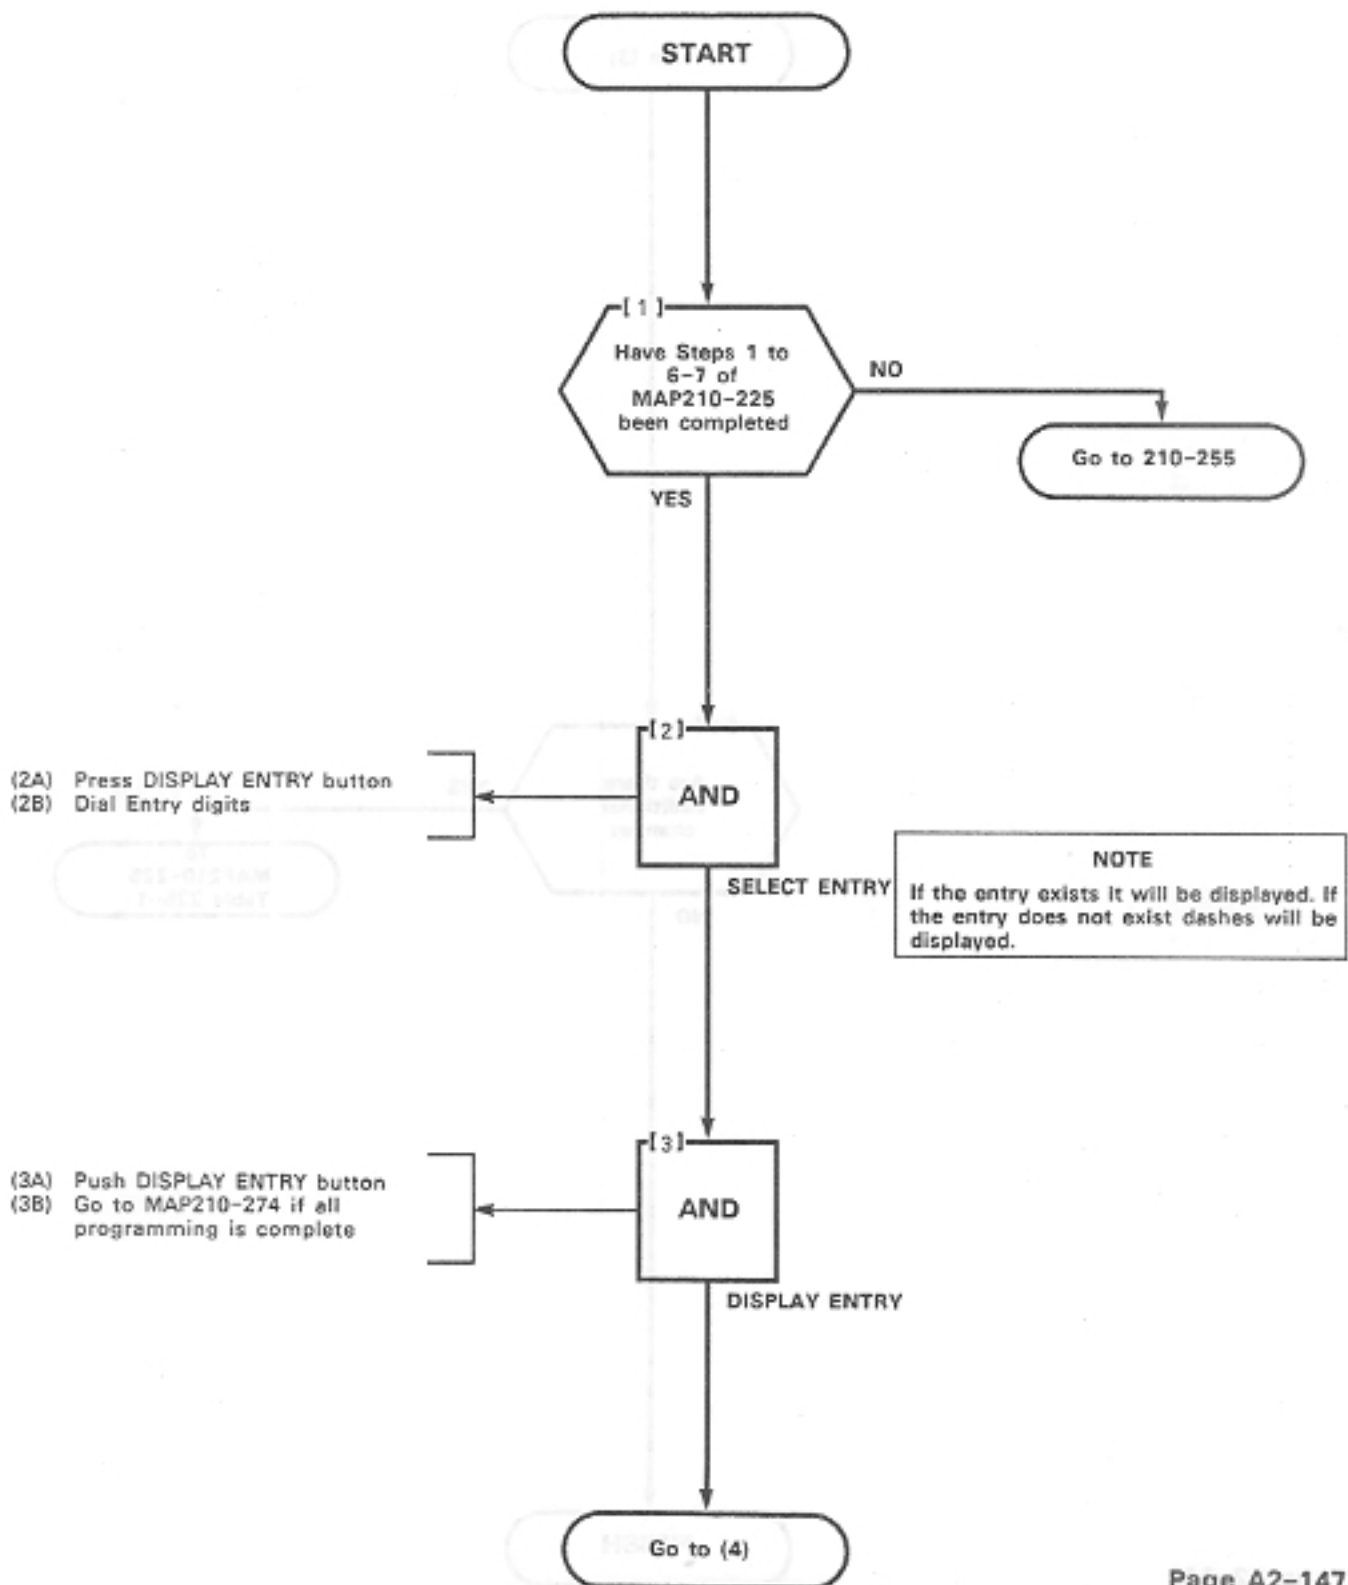 START
[ 1 ]
Have Steps 1 to
6-7 of
MAP210-225
been completed
NO
Go to 210-255
YES
[2]
(2A) Press DISPLAY ENTRY button
(2B) Dial Entry digits
AND
SELECT ENTRY
NOTE
If the entry exists it will be displayed. If
the entry does not exist dashes will be
displayed.
[3]
(3A) Push DISPLAY ENTRY button
(3B) Go to MAP210-274 if all
programming is complete
AND
DISPLAY ENTRY
Go to (4)
Page A2-147